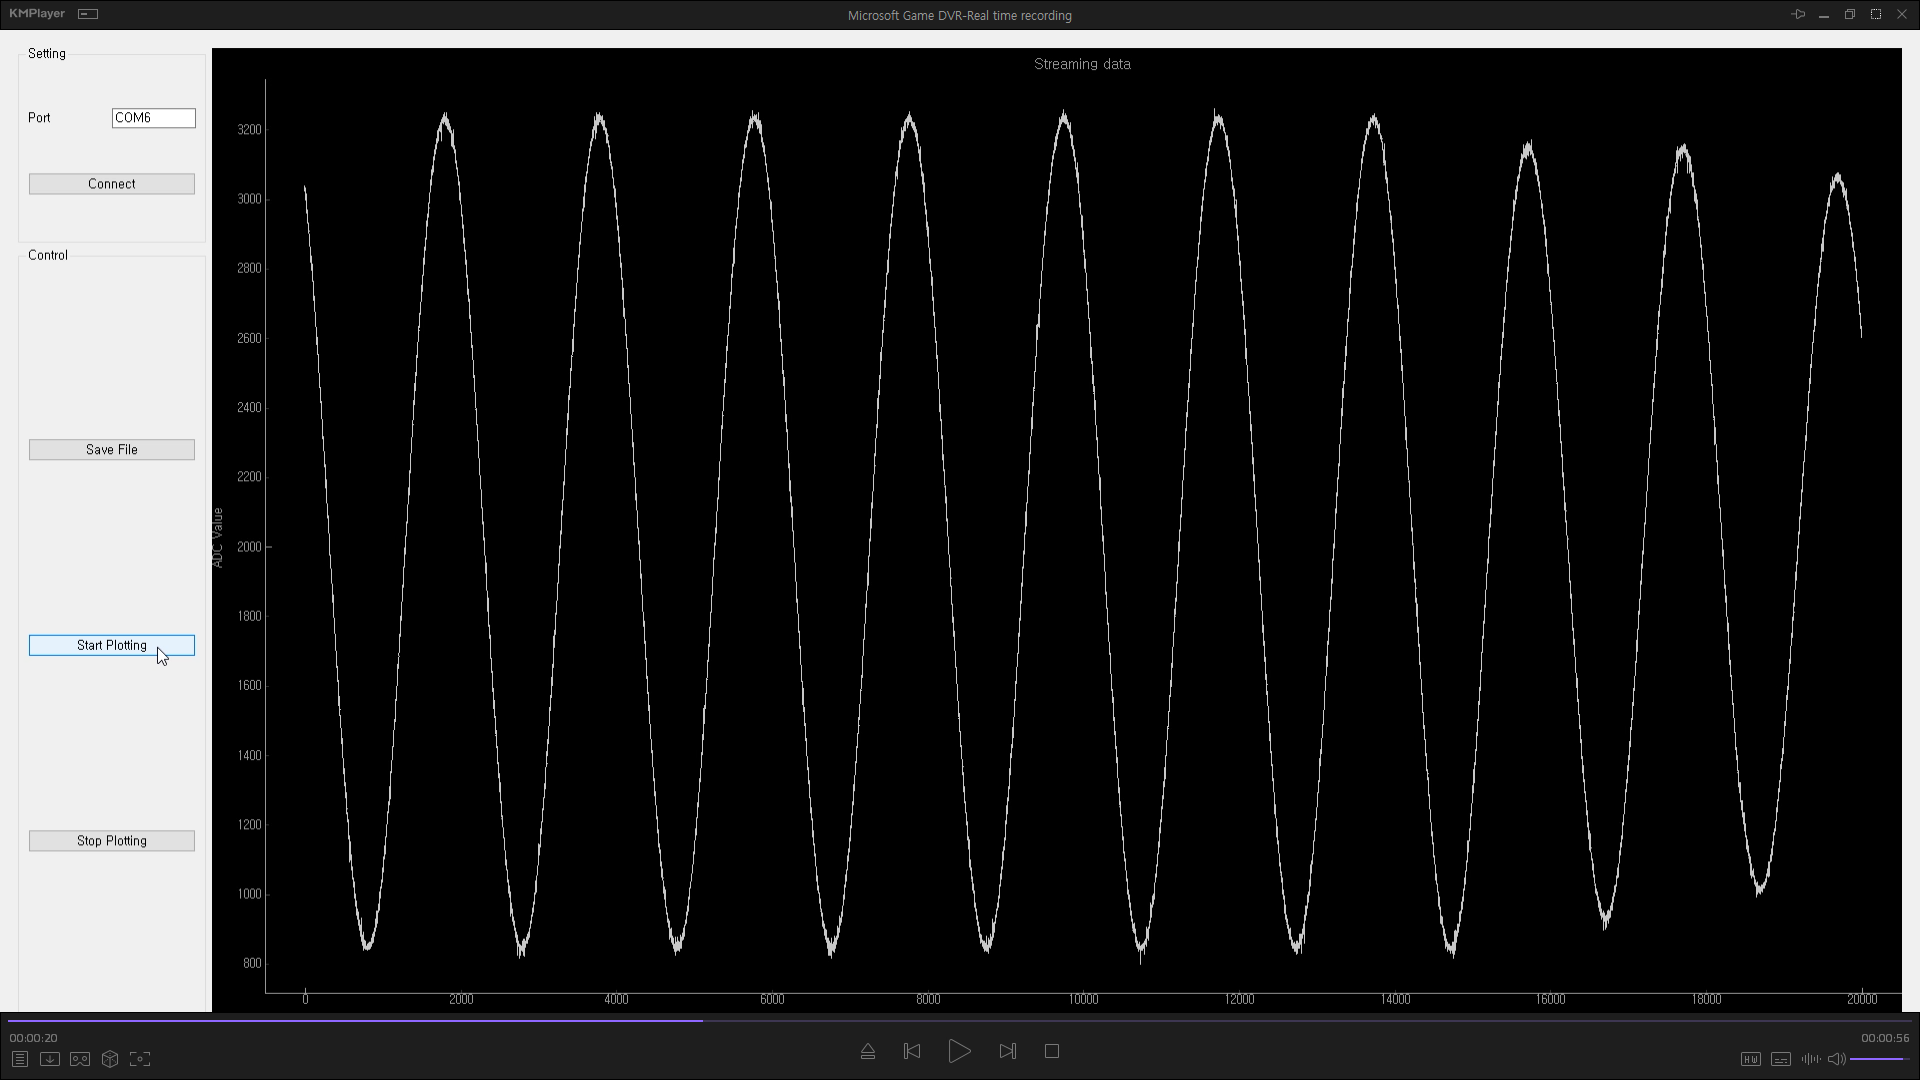 KMPlayer
Microsoft Game DVR-Real time recording
Setting
Port
COM6
Connect
Control
Save File
Start Plotting
Stop Plotting
Streaming data
ADC Value
3200
3000
2800
2600
2400
2200
2000
1800
1600
1400
1200
1000
800
0 2000 4000 6000 8000 10000 12000 14000 16000 18000 20000
00:00:20
00:00:56
HW